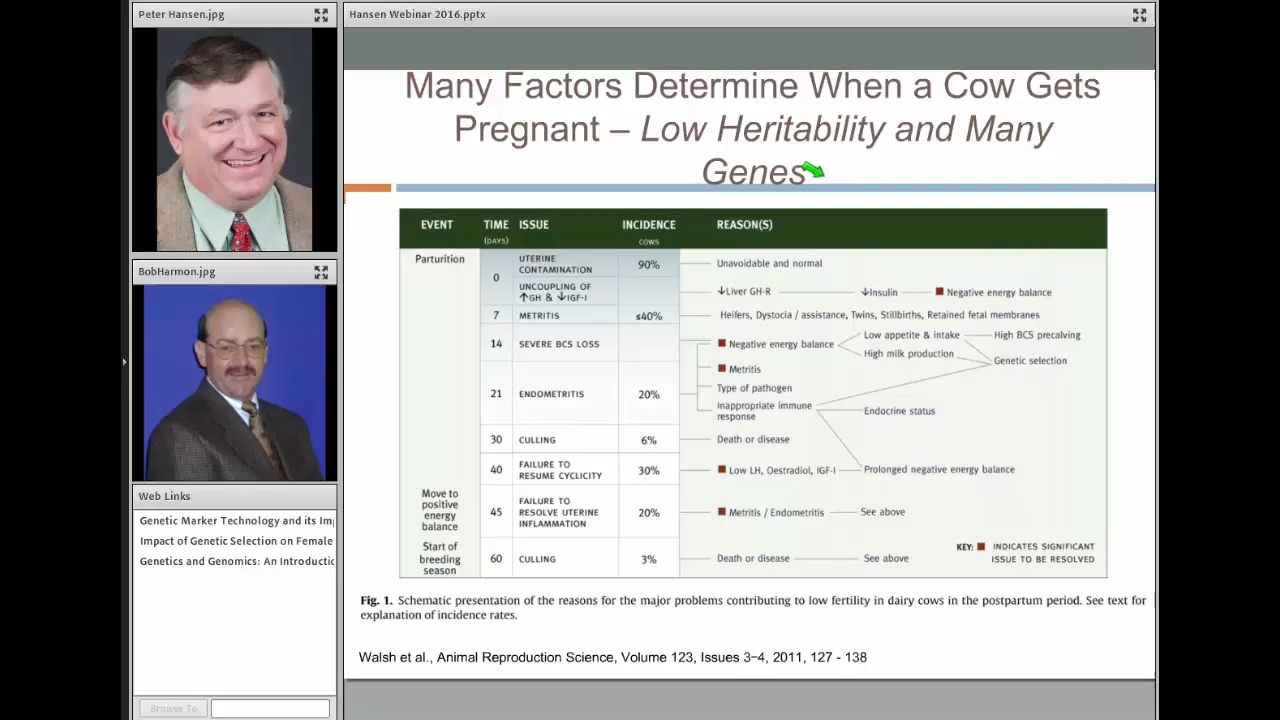 Peter Hansen.jpg
BobHarmon.jpg
Web Links
Genetic Marker Technology and its
Impact of Genetic Selection on Female
Genetics and Genomics: An
Browse To
Hansen Webinar 2016.pptx
Many Factors Determine When a Cow Gets
Pregnant – Low Heritability and Many
Genes
EVENT TIME ISSUE INCIDENCE REASON(S)
(DAYS) COWS
Parturition
0
UTERINE
CONTAMINATION
90%
Unavoidable and normal
UNCOUPLING OF
↑GH & ↓IGF-I
↓Liver GH-R ↓Insulin Negative energy balance
7 METRITIS ≤40% Heifers, Dystocia / assistance, Twins, Stillbirths, Retained fetal membranes
14 SEVERE BCS LOSS
Negative energy balance
Low appetite & intake High BCS precalving
High milk production Genetic selection
21 ENDOMETRITIS 20%
Metritis
Type of pathogen
Inappropriate immune
response
Endocrine status
30 CULLING 6% Death or disease
40
FAILURE TO
RESUME CYCLICITY
30%
Low LH, Oestradiol, IGF-I Prolonged negative energy balance
Move to
positive
energy
balance
45
FAILURE TO
RESOLVE UTERINE
INFLAMMATION
20%
Metritis / Endometritis See above
Start of
breeding
season
60 CULLING 3% Death or disease See above
KEY: INDICATES SIGNIFICANT
ISSUE TO BE RESOLVED
Fig. 1. Schematic presentation of the reasons for the major problems contributing to low fertility in dairy cows in the postpartum period. See text for
explanation of incidence rates.
Walsh et al., Animal Reproduction Science, Volume 123, Issues 3–4, 2011, 127 - 138